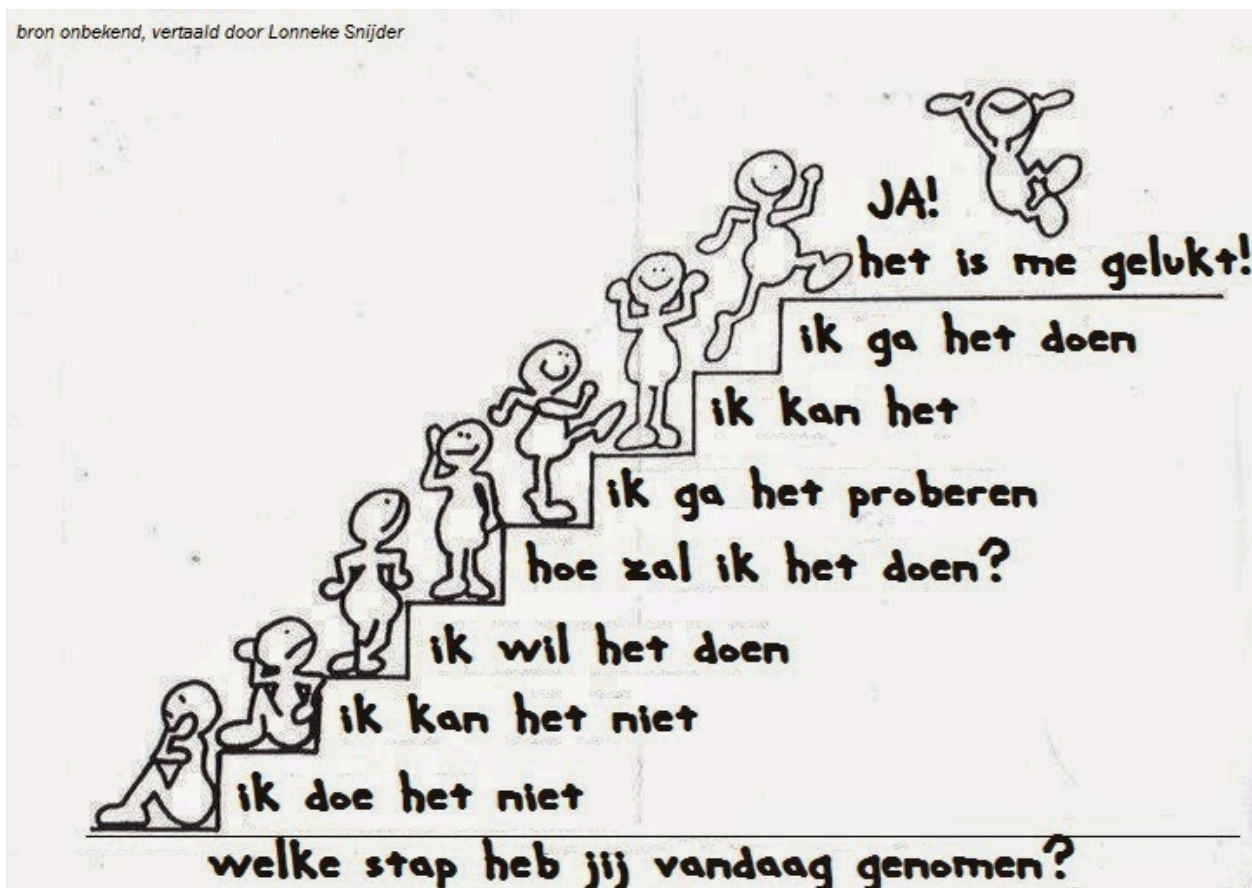 bron onbekend, vertaald door Lonneke Snijder
JA!
het is me gelukt!
ik ga het doen
ik kan het
ik ga het proberen
hoe zal ik het doen?
ik wil het doen
ik kan het niet
ik doe het niet
welke stap heb jij vandaag genomen?